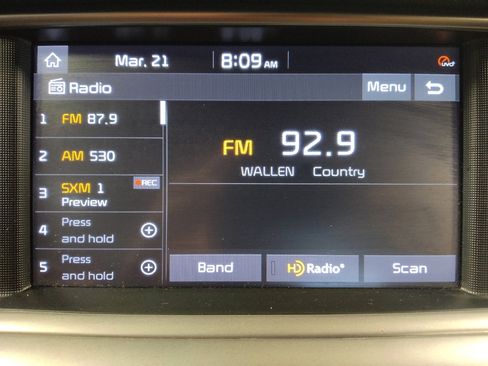 Mar. 21 8:09 AM UVO
Radio Menu
1 FM 87.9
2 AM 530
3 SXM 1 REC
Preview
4 Press
and hold
5 Press
and hold
FM 92.9
WALLEN Country
Band HD Radio® Scan